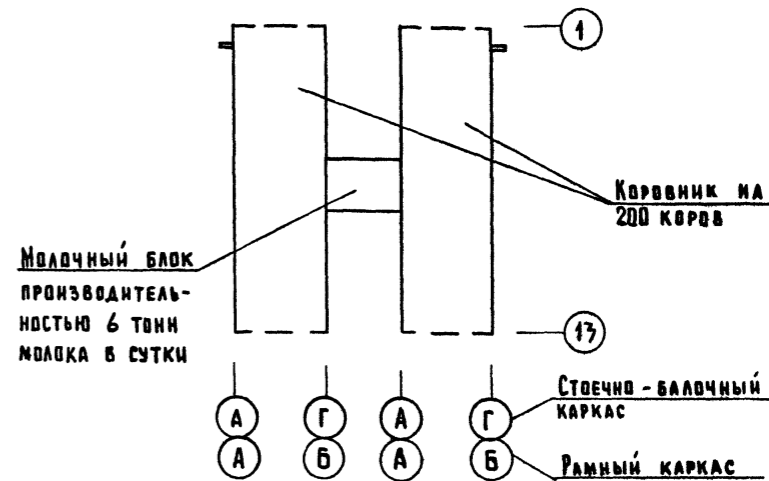 1
Коровник на
200 коров
Молочный блок
производитель-
ностью 6 тонн
молока в сутки
13
А Г А Г
Стоечно-балочный
каркас
А Б А Б
Рамный каркас